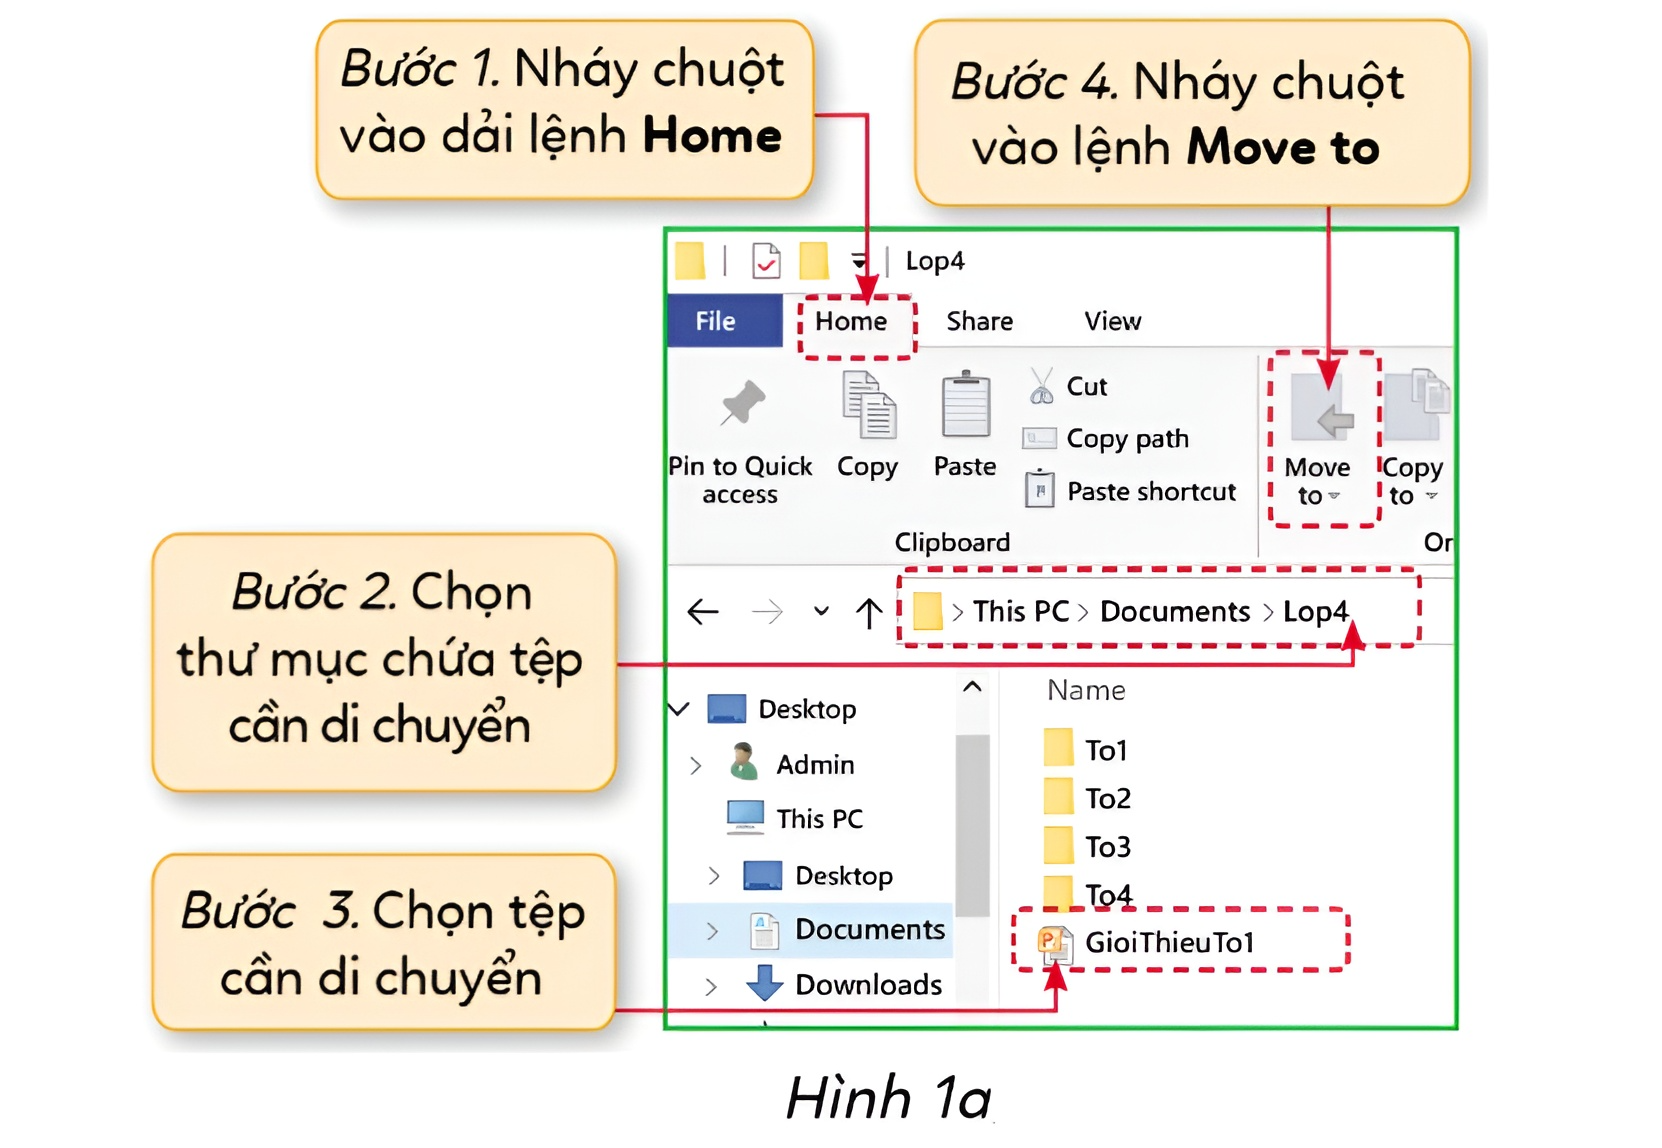 Bước 1. Nháy chuột
vào dải lệnh Home
Bước 4. Nháy chuột
vào lệnh Move to
Lop4
File Home Share View
Pin to Quick
access
Copy
Paste
Cut
Copy path
Paste shortcut
Move
to
Copy
to
Clipboard
Or
Bước 2. Chọn
thư mục chứa tệp
cần di chuyển
> This PC > Documents > Lop4
Desktop
Admin
This PC
Desktop
Documents
Downloads
Name
To1
To2
To3
To4
GioiThieuTo1
Bước 3. Chọn tệp
cần di chuyển
Hình 1a